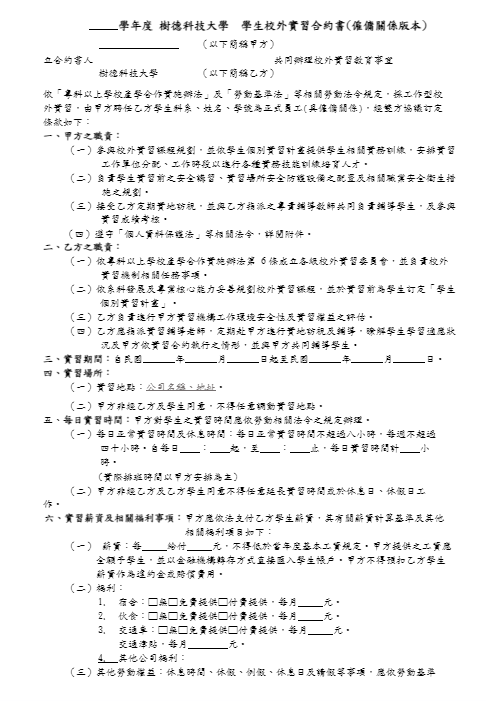 _____學年度 樹德科技大學 學生校外實習合約書(僱傭關係版本)
________________ (以下簡稱甲方)
立合約書人 共同辦理校外實習教育事宜
樹德科技大學 (以下簡稱乙方)
依「專科以上學校產學合作實施辦法」及「勞動基準法」等相關勞動法令規定,採工作型校
外實習,由甲方聘任乙方學生科系、姓名、學號為正式員工(具僱傭關係),經雙方協議訂定
條款如下:
一、甲方之職責:
(一)參與校外實習課程規劃,並依學生個別實習計畫提供學生相關實務訓練,安排實習
工作單位分配、工作時段以進行各種實務技能訓練培育人才。
(二)負責學生實習前之安全講習、實習場所安全防護設備之配置及相關職業安全衛生措
施之規劃。
(三)接受乙方定期實地訪視,並與乙方指派之專責輔導教師共同負責輔導學生,及參與
實習成績考核。
(四)遵守「個人資料保護法」等相關法令,詳閱附件。
二、乙方之職責:
(一)依專科以上學校產學合作實施辦法第 6條成立各級校外實習委員會,並負責校外
實習機制相關任務事項。
(二)依系科發展及專業核心能力妥善規劃校外實習課程,並於實習前為學生訂定「學生
個別實習計畫」。
(三)乙方負責進行甲方實習機構工作環境安全性及實習權益之評估。
(四)乙方應指派實習輔導老師,定期赴甲方進行實地訪視及輔導,瞭解學生學習適應狀
況及甲方依實習合約執行之情形,並與甲方共同輔導學生。
三、實習期間:自民國______年______月______日起至民國______年______月______日。
四、實習場所:
(一)實習地點:公司名稱、地址。
(二)甲方非經乙方及學生同意,不得任意調動實習地點。
五、每日實習時間:甲方對學生之實習時間應依勞動相關法令之規定辦理。
(一)每日正常實習時間及休息時間:每日正常實習時間不超過八小時,每週不超過
四十小時。自每日____:____起,至____:____止,每日實習時間計____小
時。
(實際排班時間以甲方安排為主)
(二)甲方非經乙方及乙方學生同意不得任意延長實習時間或於休息日、休假日工
作。
六、實習薪資及相關福利事項:甲方應依法支付乙方學生薪資,其有關薪資計算基準及其他
相關福利項目如下:
(一) 薪資:每_____給付_____元,不得低於當年度基本工資規定。甲方提供之工資應
全額予學生,並以金融機構轉存方式直接匯入學生帳戶。甲方不得預扣乙方學生
薪資作為違約金或賠償費用。
(二)福利:
1. 宿舍:□無□免費提供□付費提供,每月_____元。
2. 伙食:□無□免費提供□付費提供,每月_____元。
3. 交通車:□無□免費提供□付費提供,每月_____元。
交通津貼,每月________元。
4. 其他公司福利:
(三)其他勞動權益:休息時間、休假、例假、休息日及請假等事項,應依勞動基準